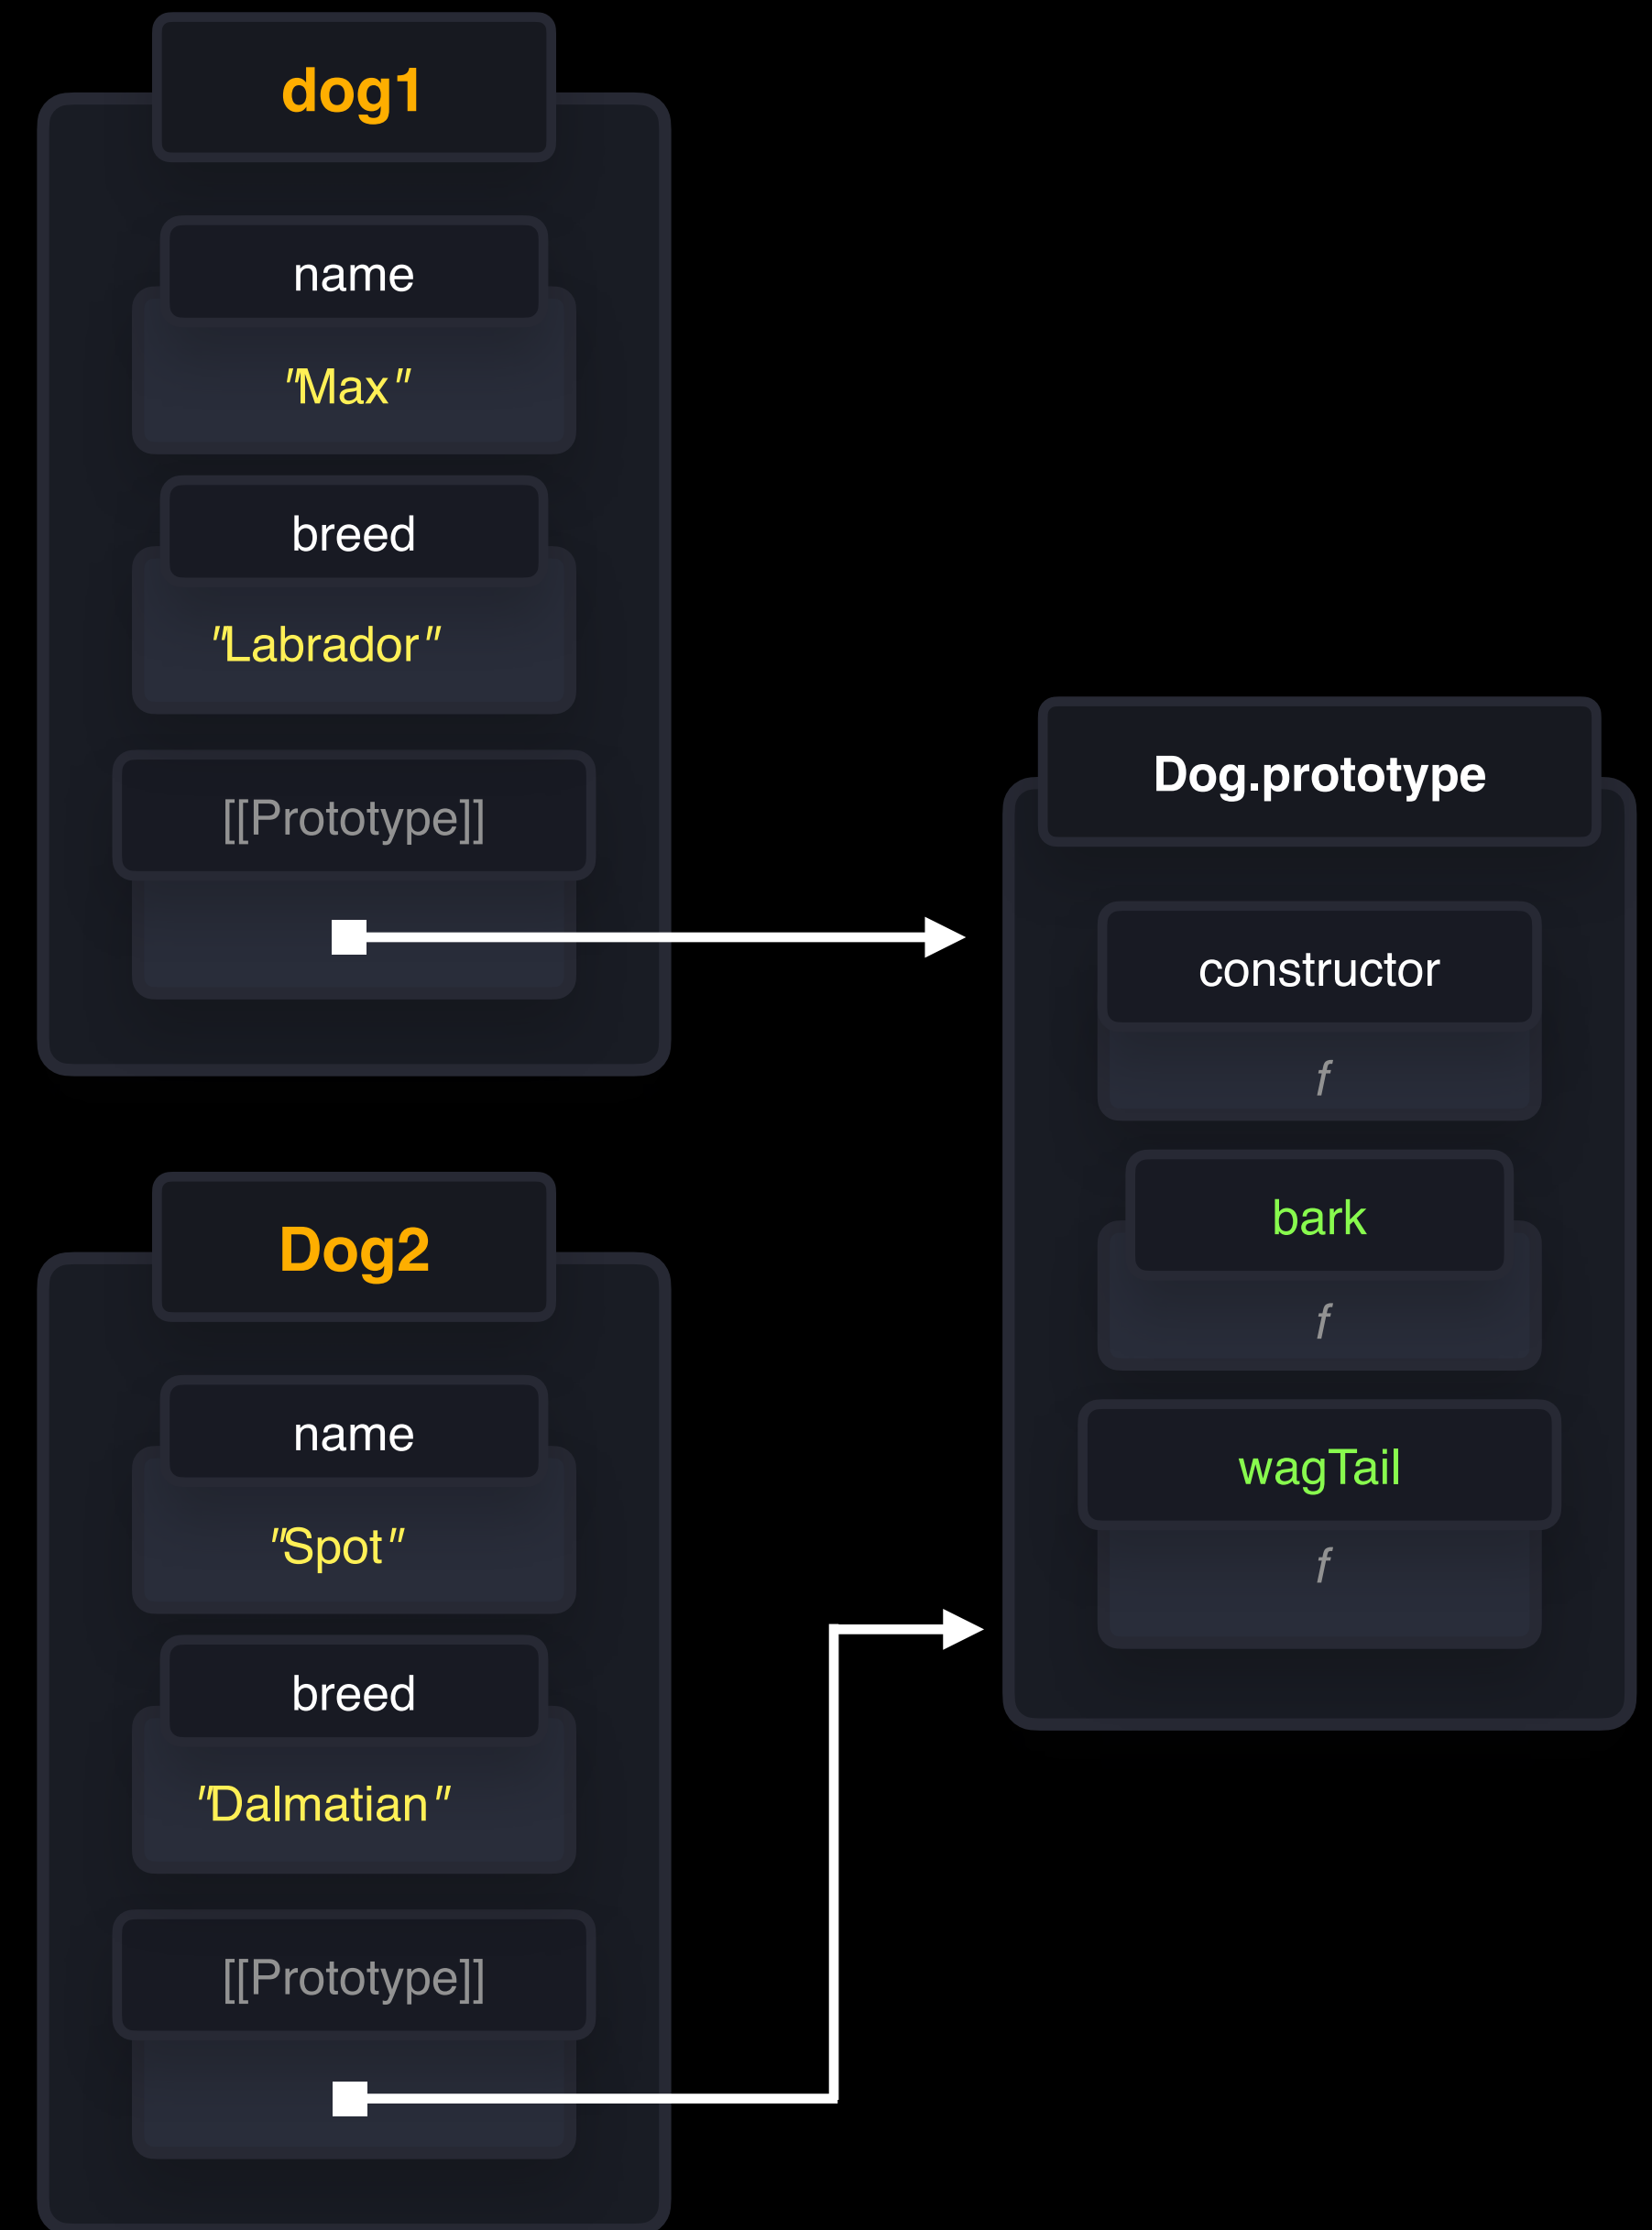 dog1
name
"Max"
breed
"Labrador"
[[Prototype]]
Dog2
name
"Spot"
breed
"Dalmatian"
[[Prototype]]
Dog.prototype
constructor
f
bark
f
wagTail
f